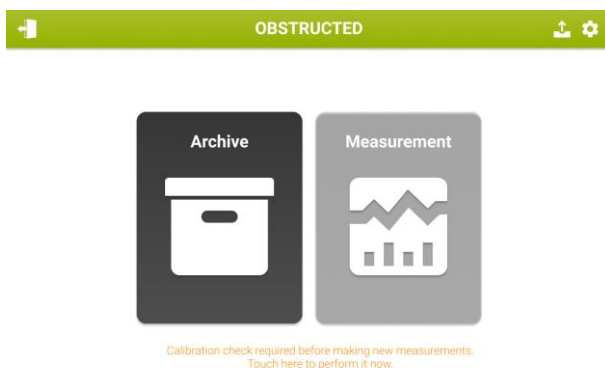 OBSTRUCTED
Archive
Measurement
Calibration check required before making new measurements.
Touch here to perform it now.